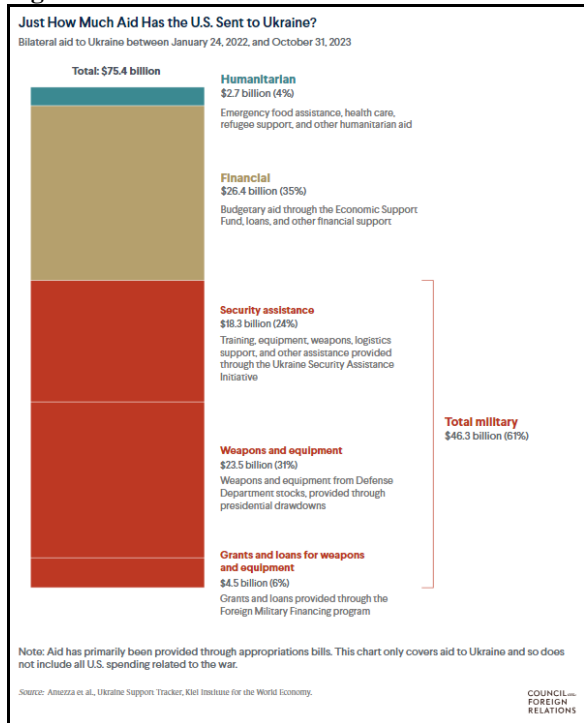 Just How Much Aid Has the U.S. Sent to Ukraine?
Bilateral aid to Ukraine between January 24, 2022, and October 31, 2023
Total: $75.4 billion
Humanitarian
$2.7 billion (4%)
Emergency food assistance, health care,
refugee support, and other humanitarian aid
Financial
$26.4 billion (35%)
Budgetary aid through the Economic Support
Fund, loans, and other financial support
Security assistance
$18.3 billion (24%)
Training, equipment, weapons, logistics
support, and other assistance provided
through the Ukraine Security Assistance
Initiative
Total military
$46.3 billion (61%)
Weapons and equipment
$23.5 billion (31%)
Weapons and equipment from Defense
Department stocks, provided through
presidential drawdowns
Grants and loans for weapons
and equipment
$4.5 billion (6%)
Grants and loans provided through the
Foreign Military Financing program
Note: Aid has primarily been provided through appropriations bills. This chart only covers aid to Ukraine and so does
not include all U.S. spending related to the war.
Source: et al., Ukraine Support Tracker, Kiel Institute for the World Economy.
COUNCIL
FOREIGN
RELATIONS